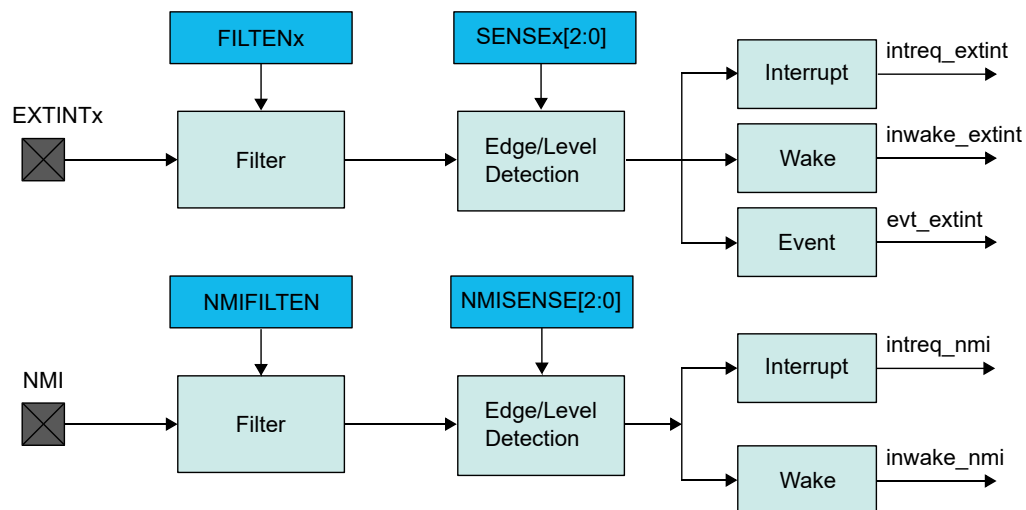 FILTENx
SENSEx[2:0]
intreq_extint
Interrupt
EXTINTx
inwake_extint
Filter
Edge/Level
Detection
Wake
evt_extint
Event
NMIFILTEN
NMISENSE[2:0]
intreq_nmi
Interrupt
NMI
Filter
Edge/Level
Detection
inwake_nmi
Wake